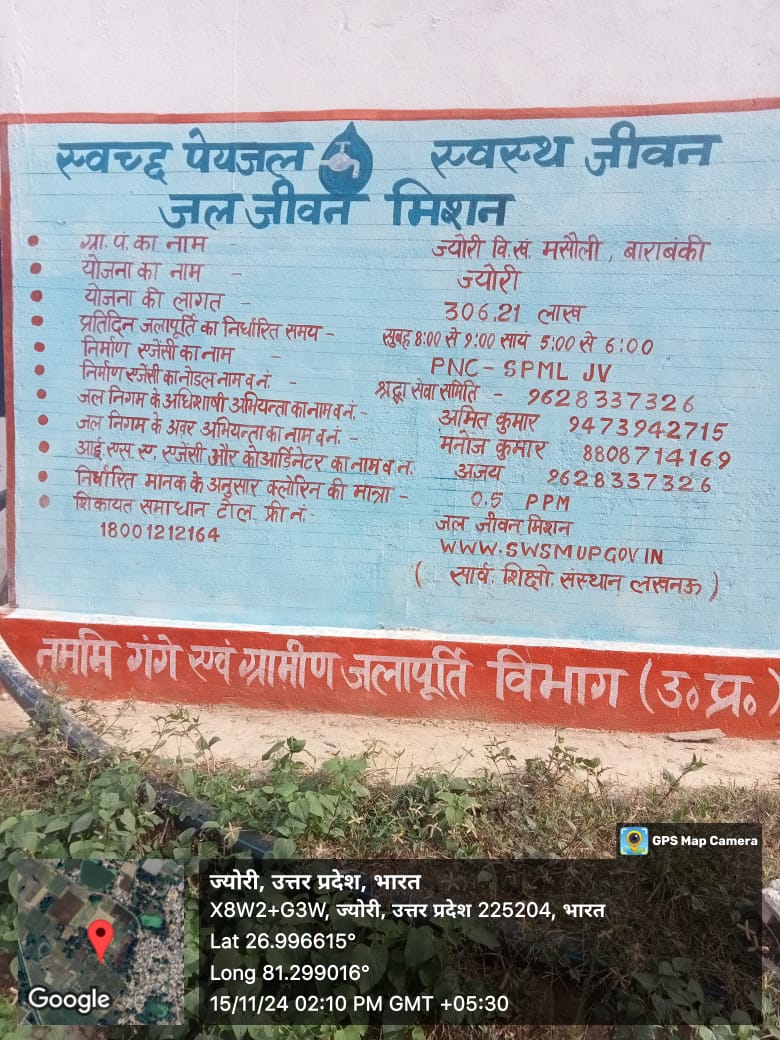 स्वच्छ पेयजल स्वस्थ जीवन
जल जीवन मिशन
ग्रा. पं. का नाम ज्योरी वि.खं. मसौली, बाराबंकी
योजना का नाम - ज्योरी
योजना की लागत - 306.21 लाख
प्रतिदिन जलापूर्ति का निर्धारित समय - सुबह 8:00 से 9:00 सायं 5:00 से 6:00
निर्माण एजेंसी का नाम - PNC - SPML JV
निर्माण एजेंसी का नोडल नाम व नं. - श्रद्धा सेवा समिति - 9628337326
जल निगम के अधिशाषी अभियन्ता का नाम व नं. - अमित कुमार 9473942715
जल निगम के अवर अभियन्ता का नाम व नं. - मनोज कुमार 8808714169
आई.एस.ए. एजेंसी और कोआर्डिनेटर का नाम व नं. अजय 9628337326
निर्धारित मानक के अनुसार क्लोरिन की मात्रा - 0.5 PPM
शिकायत समाधान टोल फ्री नं. - जल जीवन मिशन
18001212164 WWW.SWSMUPGOV.IN
( सार्व. शिक्षो. संस्थान लखनऊ )
नमामि गंगे एवं ग्रामीण जलापूर्ति विभाग (उ०प्र०)
GPS Map Camera
ज्योरी, उत्तर प्रदेश, भारत
X8W2+G3W, ज्योरी, उत्तर प्रदेश 225204, भारत
Lat 26.996615°
Long 81.299016°
15/11/24 02:10 PM GMT +05:30
Google